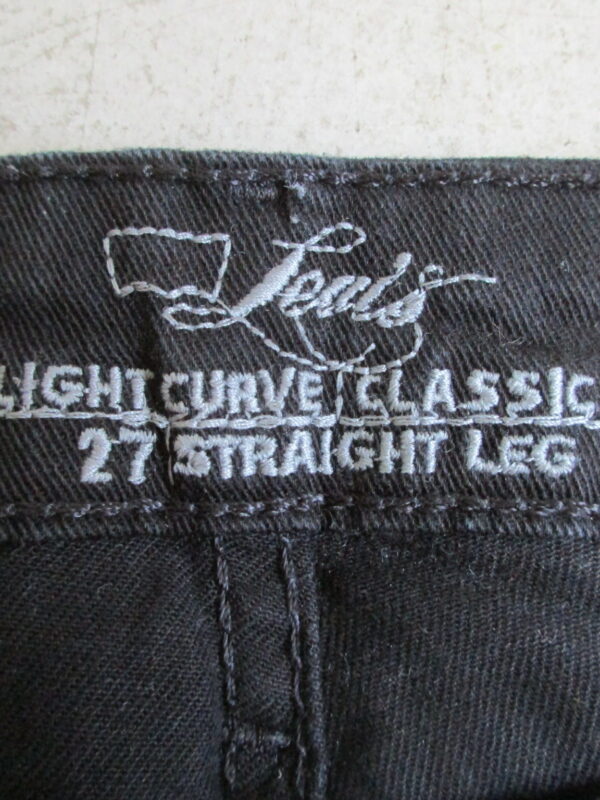 Levi's
LIGHT CURVE | CLASSIC
27 STRAIGHT LEG